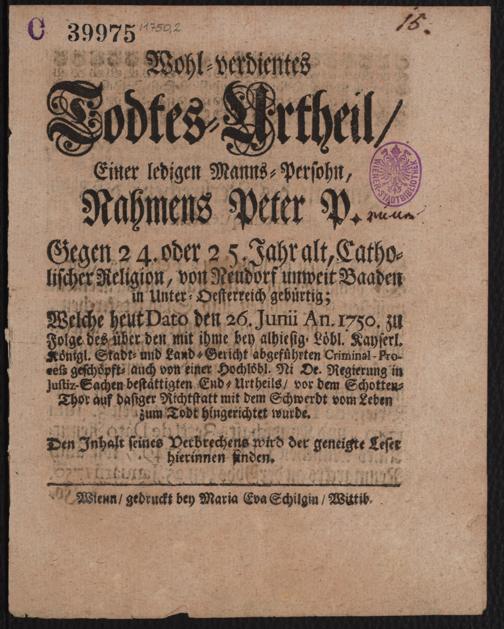 C 39975 11750,2
15.
Wohl-verdientes
Todtes-Urtheil/
Einer ledigen Manns-Persohn,
Nahmens Peter P.
WIENER STADTBIBLIOTHEK
Gegen 24. oder 25. Jahr alt, Catho-
lischer Religion, von Neudorf unweit Baaden
in Unter-Oesterreich gebürtig;
Welche heut Dato den 26. Junii An. 1750. zu
Folge des über den mit ihme bey alhiesig-Löbl. Kayserl.
Königl. Stadt- und Land-Gericht abgeführten Criminal-Pro-
ceß geschöpft- auch von einer Hochlöbl. Ni Oe. Regierung in
Justiz-Sachen bestättigten End-Urtheils/ vor dem Schotten-
Thor auf dasiger Richtstatt mit dem Schwerdt vom Leben
zum Todt hingerichtet wurde.
Den Inhalt seines Verbrechens wird der geneigte Leser
hierinnen finden.
Wienn/ gedruckt bey Maria Eva Schilgin/ Wittib.